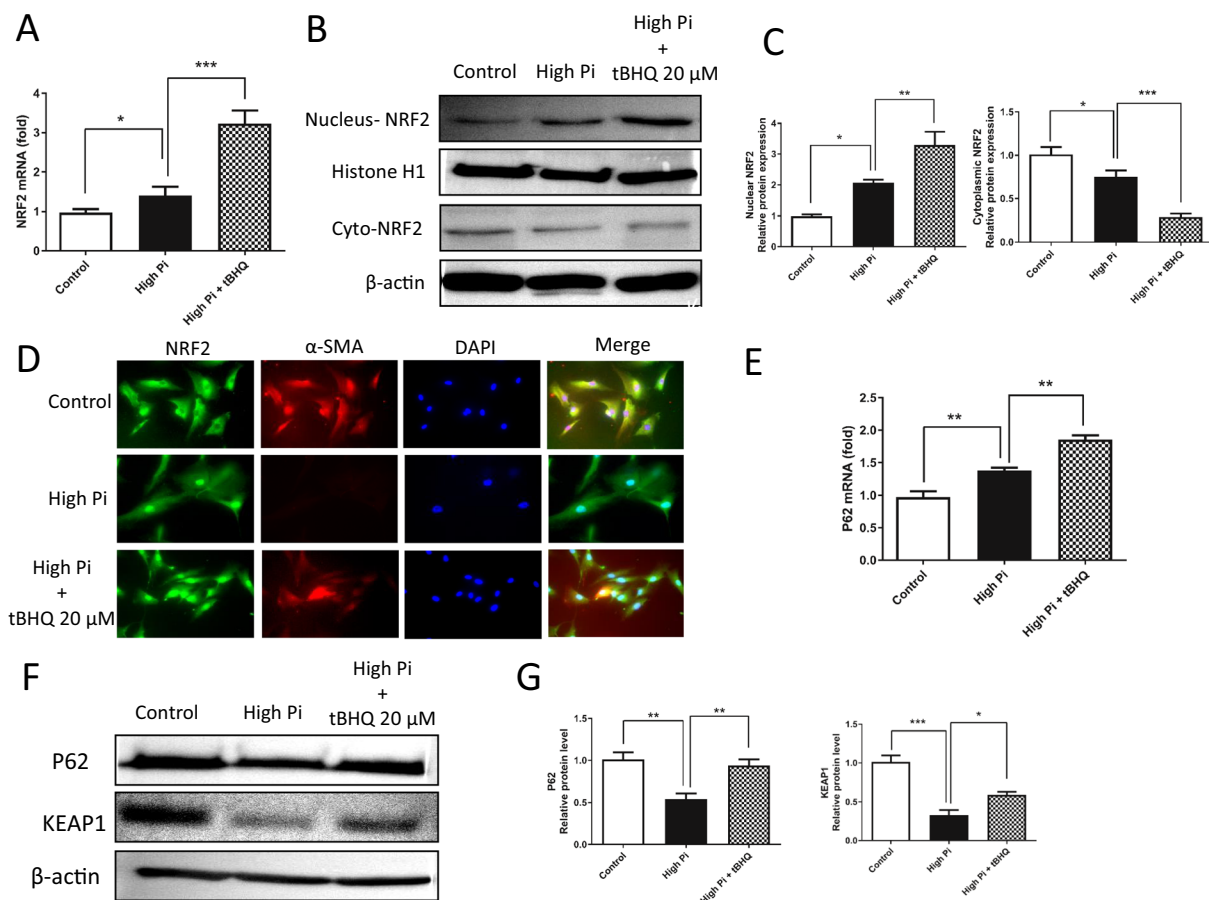 A
NRF2 mRNA (fold)
4
3
2
1
0
*
***
Control
High Pi
High Pi + tBHQ
B
Control
High Pi
High Pi
+
tBHQ 20 μM
Nucleus- NRF2
Histone H1
Cyto-NRF2
β-actin
C
Nuclear NRF2
Relative protein expression
4
3
2
1
0
*
**
Control
High Pi
High Pi + tBHQ
Cytoplasmic NRF2
Relative protein expression
1.5
1.0
0.5
0.0
*
***
Control
High Pi
High Pi + tBHQ
D
NRF2
α-SMA
DAPI
Merge
Control
High Pi
High Pi
+
tBHQ 20 μM
E
P62 mRNA (fold)
2.5
2.0
1.5
1.0
0.5
0.0
**
**
Control
High Pi
High Pi + tBHQ
F
Control
High Pi
High Pi
+
tBHQ 20 μM
P62
KEAP1
β-actin
G
P62
Relative protein level
1.5
1.0
0.5
0.0
**
**
Control
High Pi
High Pi + tBHQ
KEAP1
Relative protein level
1.5
1.0
0.5
0.0
***
*
Control
High Pi
High Pi + tBHQ